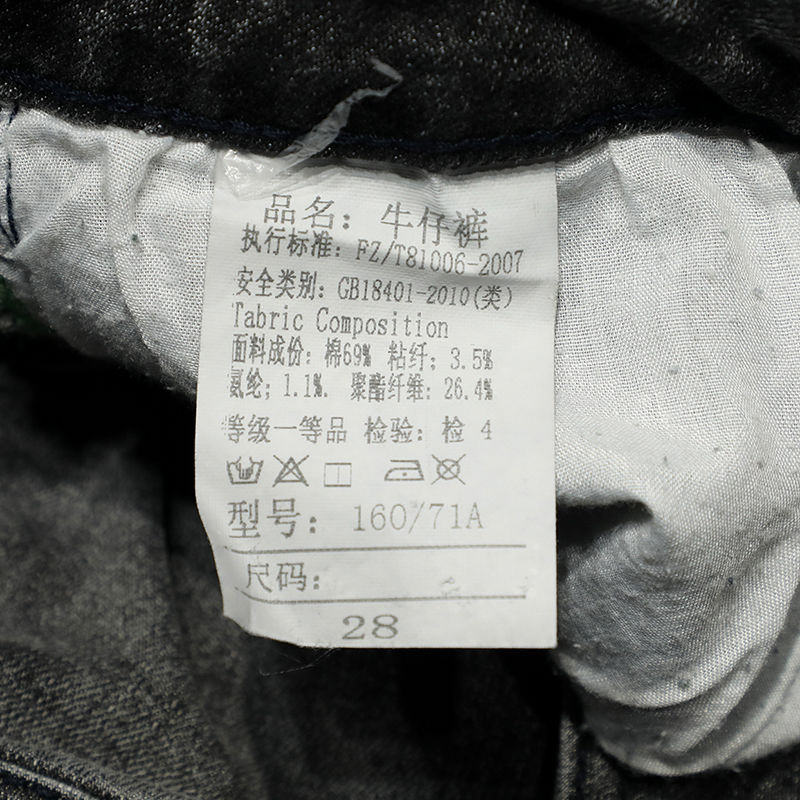 品名：牛仔裤
执行标准：FZ/T81006-2007
安全类别：GB18401-2010(类)
Tabric Composition
面料成份：棉69% 粘纤；3.5%
氨纶；1.1%. 聚酯纤维：26.4%
等级一等品 检验：检 4
型号：160/71A
尺码：
28